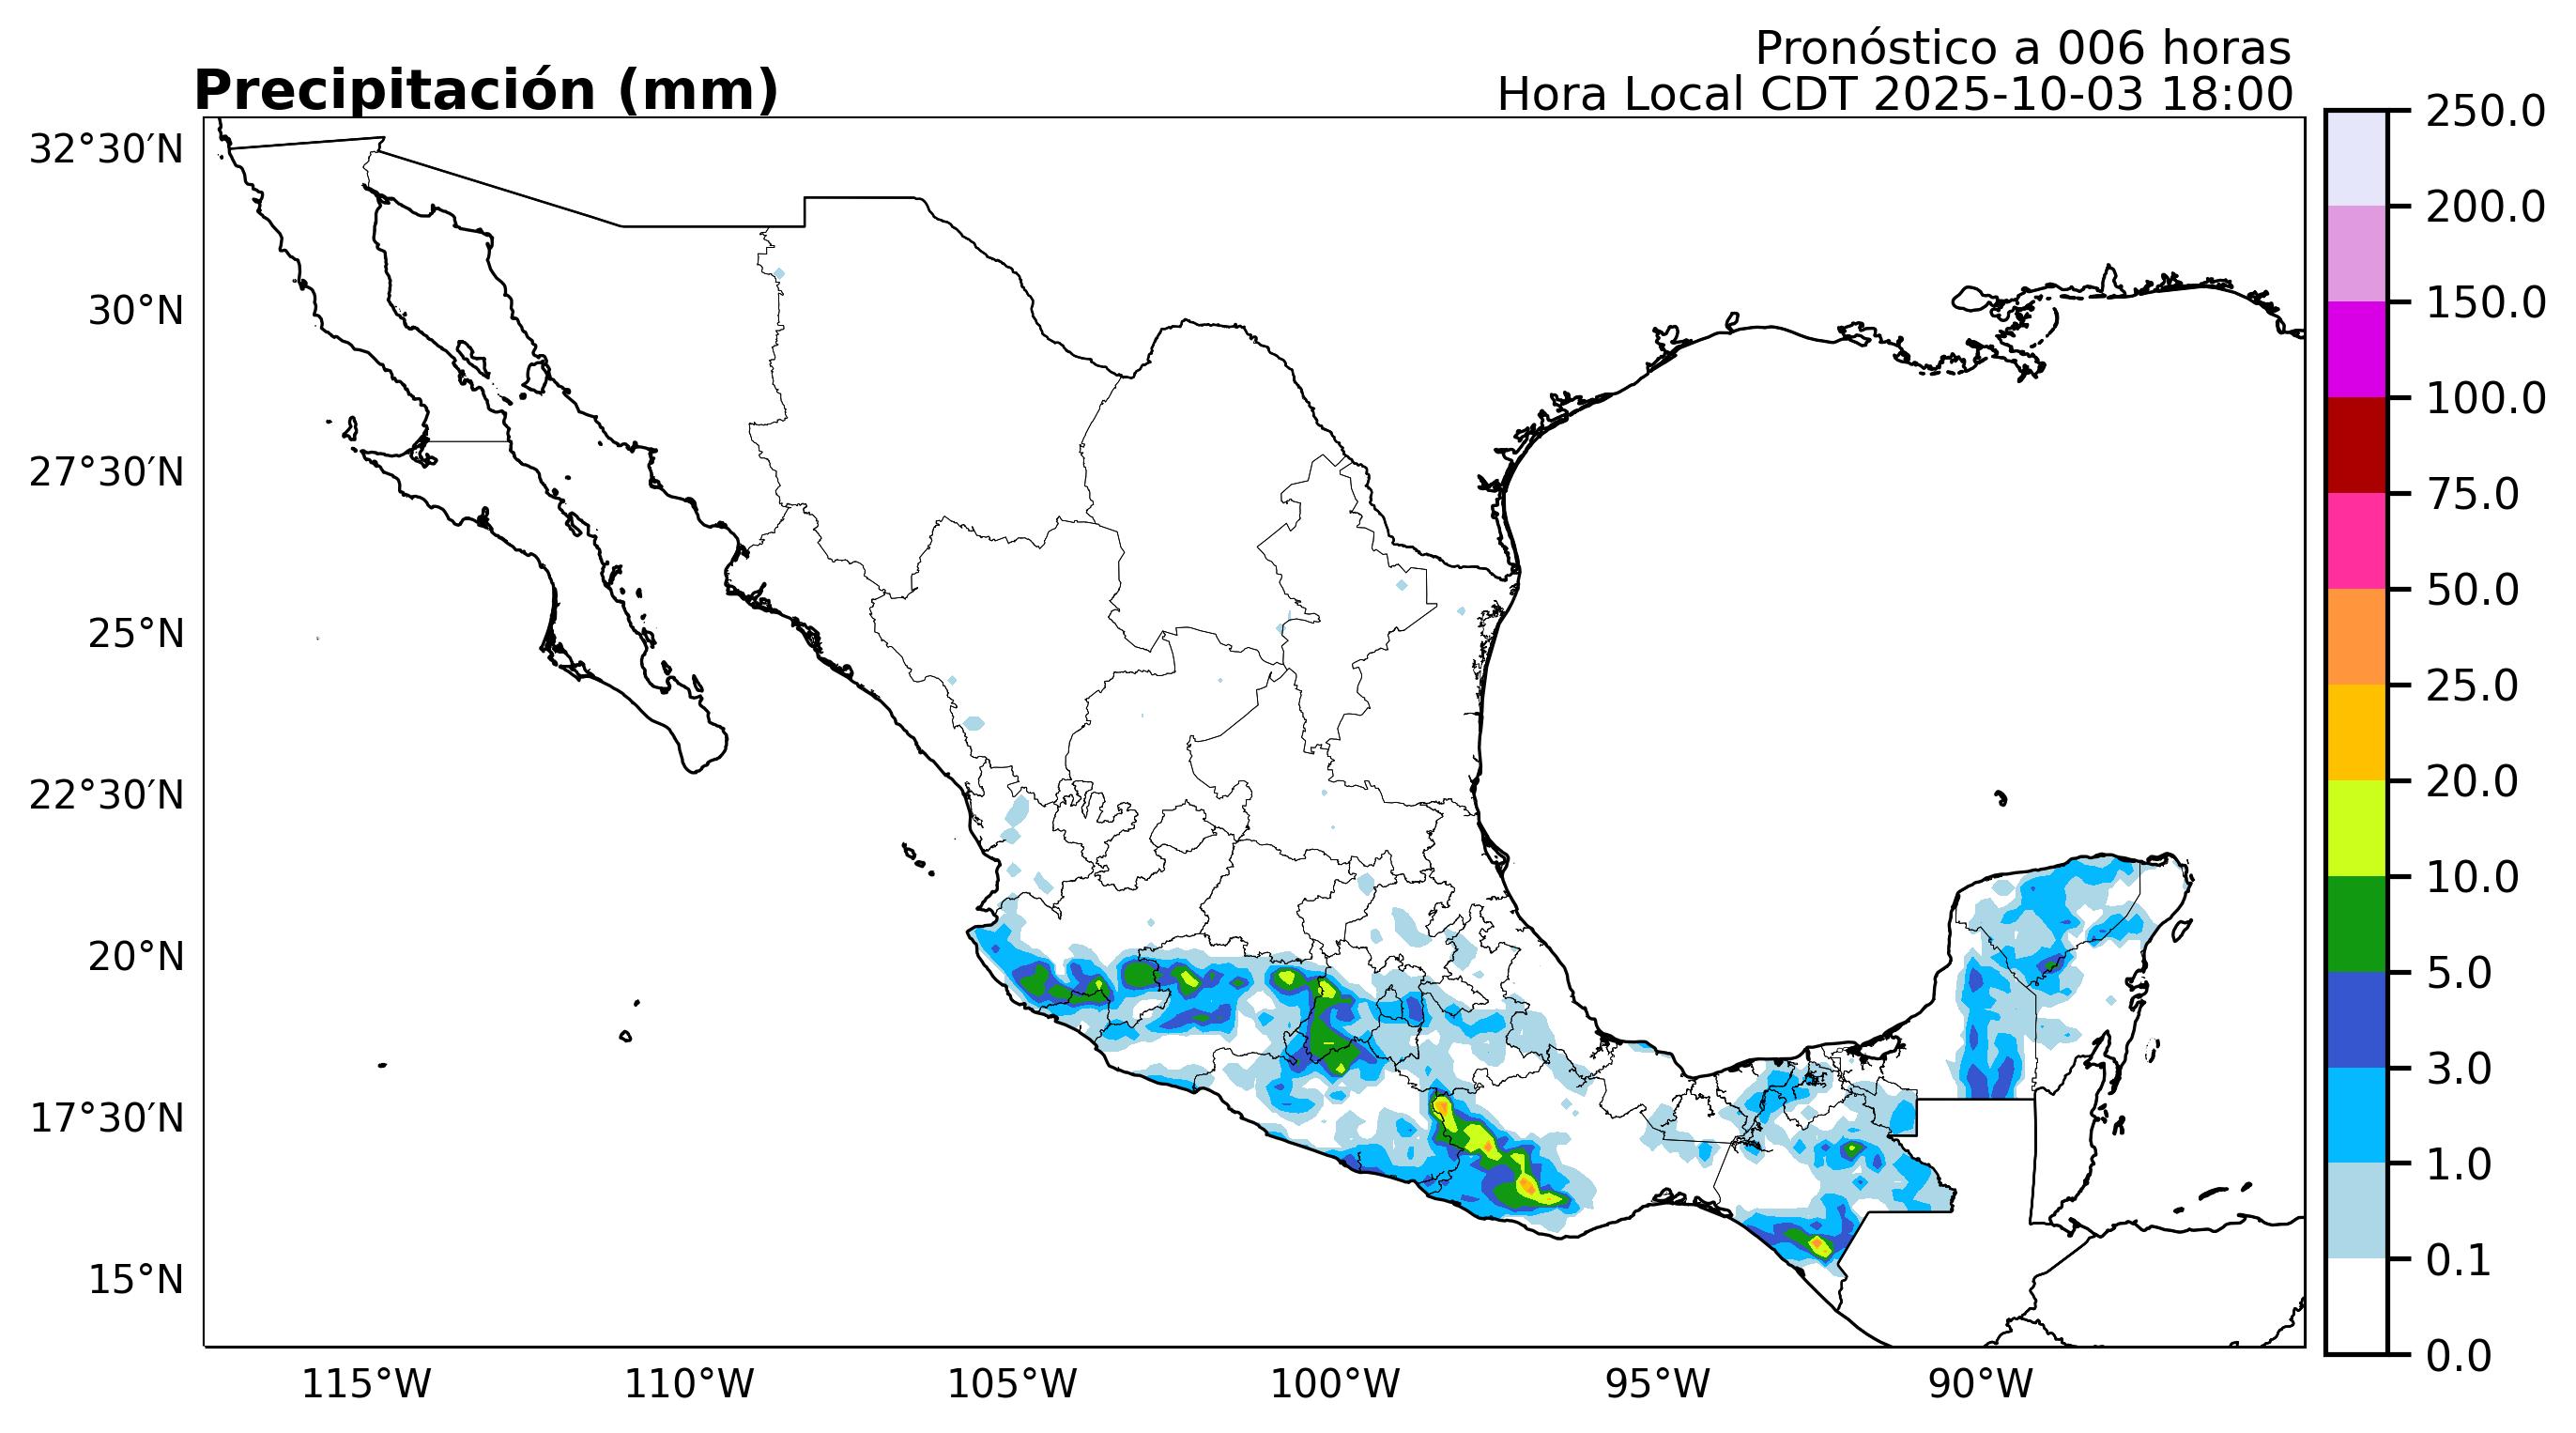 Pronóstico a 006 horas
Precipitación (mm)
Hora Local CDT 2025-10-03 18:00
32°30′N
30°N
27°30′N
25°N
22°30′N
20°N
17°30′N
15°N
115°W
110°W
105°W
100°W
95°W
90°W
250.0
200.0
150.0
100.0
75.0
50.0
25.0
20.0
10.0
5.0
3.0
1.0
0.1
0.0